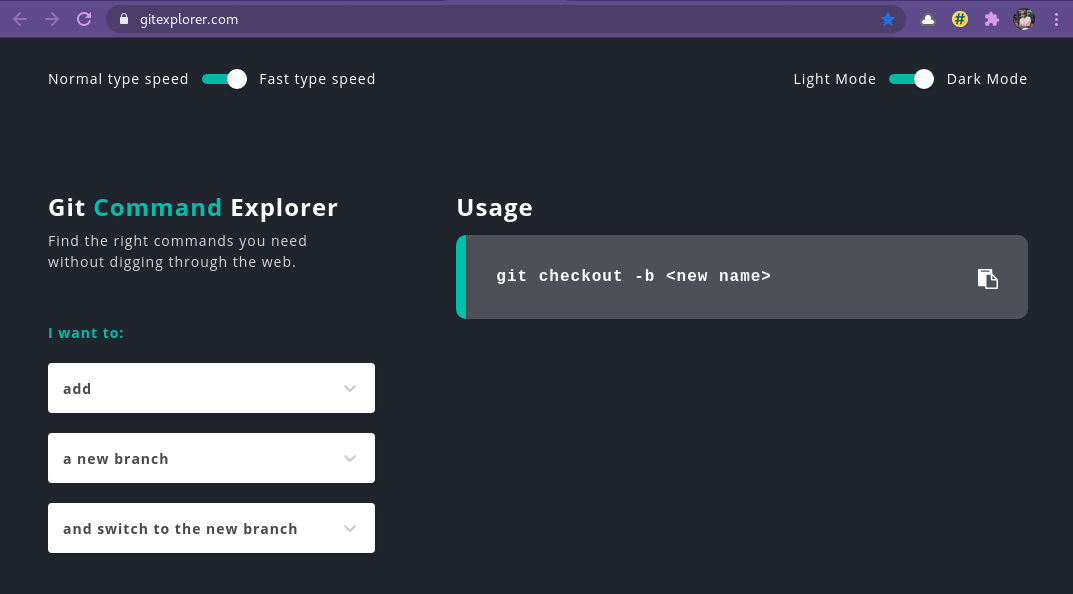 gitexplorer.com
Normal type speed Fast type speed
Light Mode Dark Mode
Git Command Explorer
Find the right commands you need
without digging through the web.
I want to:
add
a new branch
and switch to the new branch
Usage
git checkout -b <new name>